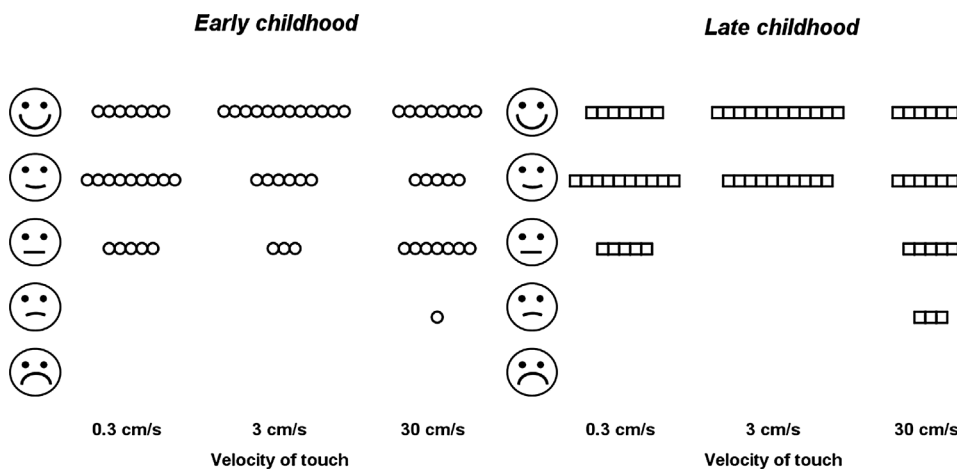 Early childhood
Late childhood
0.3 cm/s 3 cm/s 30 cm/s
0.3 cm/s 3 cm/s 30 cm/s
Velocity of touch
Velocity of touch